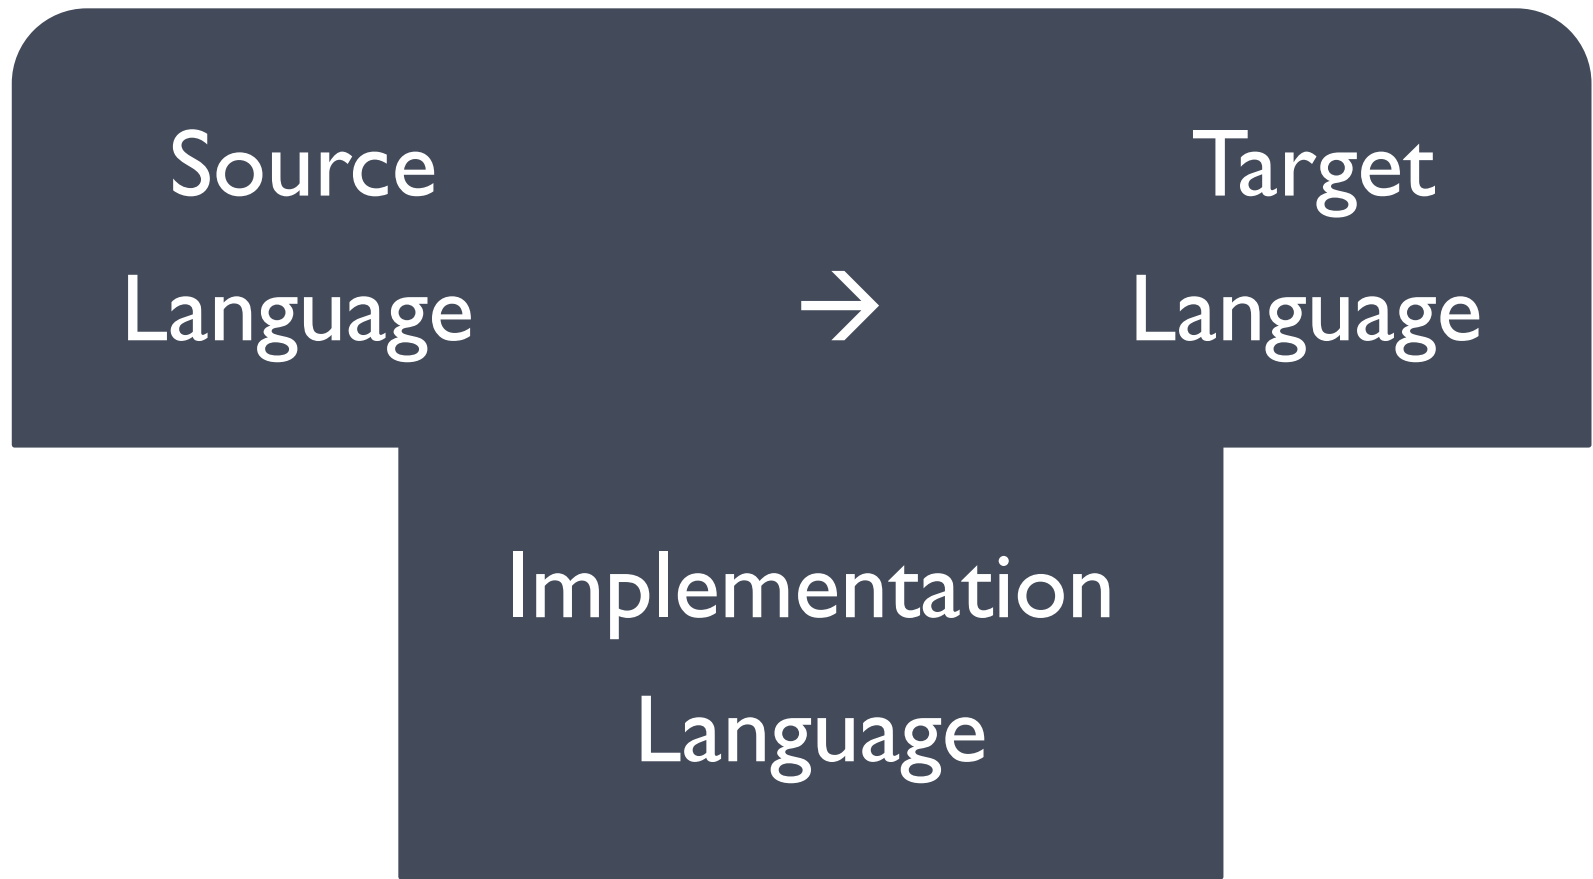 Source
Language
→
Target
Language
Implementation
Language